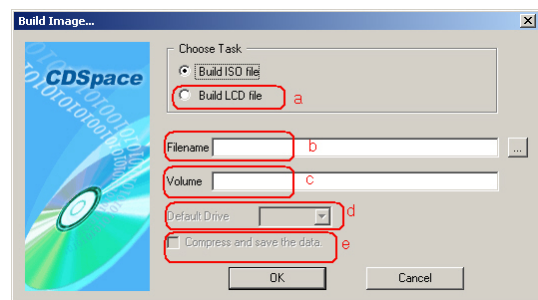 Build Image...
CDSpace
Choose Task
Build ISO file
Build LCD file
a
Filename
b
...
Volume
c
Default Drive
d
Compress and save the data.
e
OK
Cancel